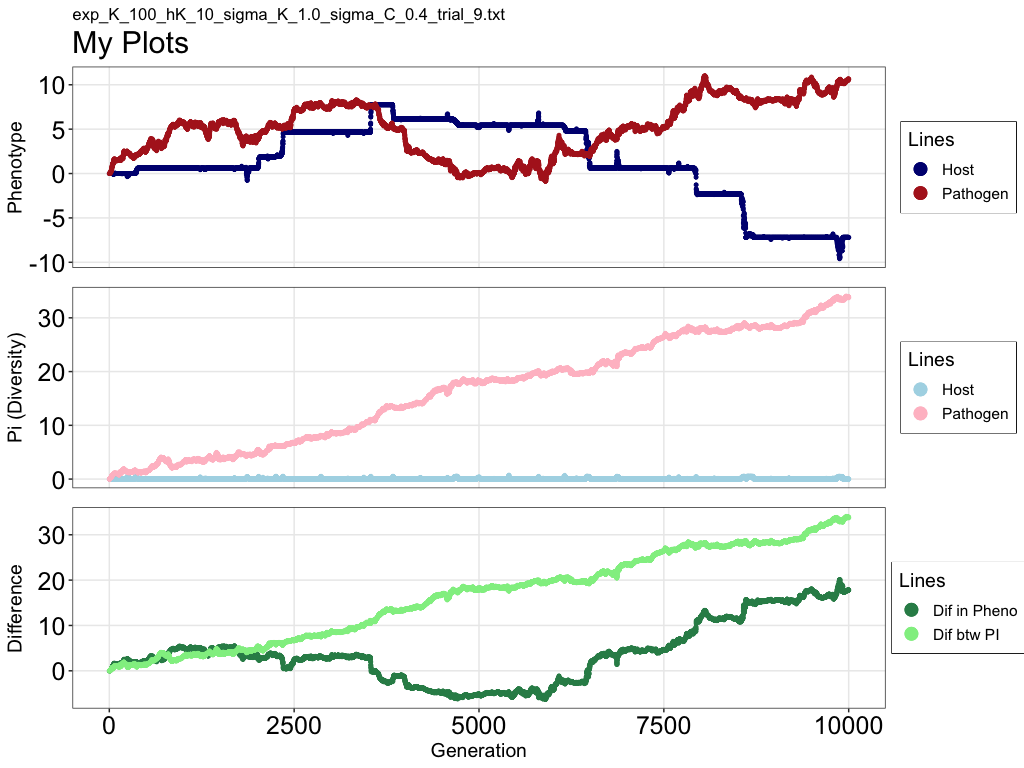 exp_K_100_hK_10_sigma_K_1.0_sigma_C_0.4_trial_9.txt
My Plots
Phenotype
10
5
0
-5
-10
Lines
Host
Pathogen
Pi (Diversity)
30
20
10
0
Lines
Host
Pathogen
Difference
30
20
10
0
Lines
Dif in Pheno
Dif btw PI
0 2500 5000 7500 10000
Generation